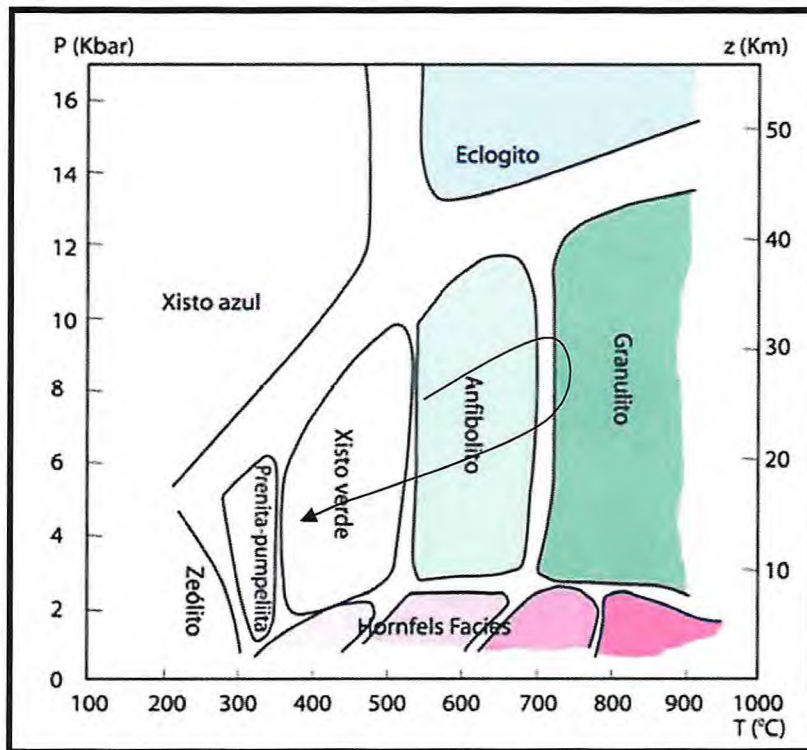 P (Kbar)
z (Km)
16
14
12
10
8
6
4
2
0
50
40
30
20
10
Eclogito
Xisto azul
Granulito
Anfibolito
Xisto verde
Prenita-pumpeliita
Zeólito
Hornfels Facies
100 200 300 400 500 600 700 800 900 1000
T (°C)